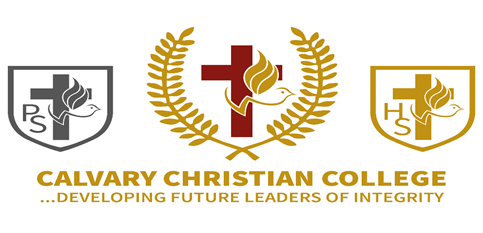 PS
HS
CALVARY CHRISTIAN COLLEGE
...DEVELOPING FUTURE LEADERS OF INTEGRITY